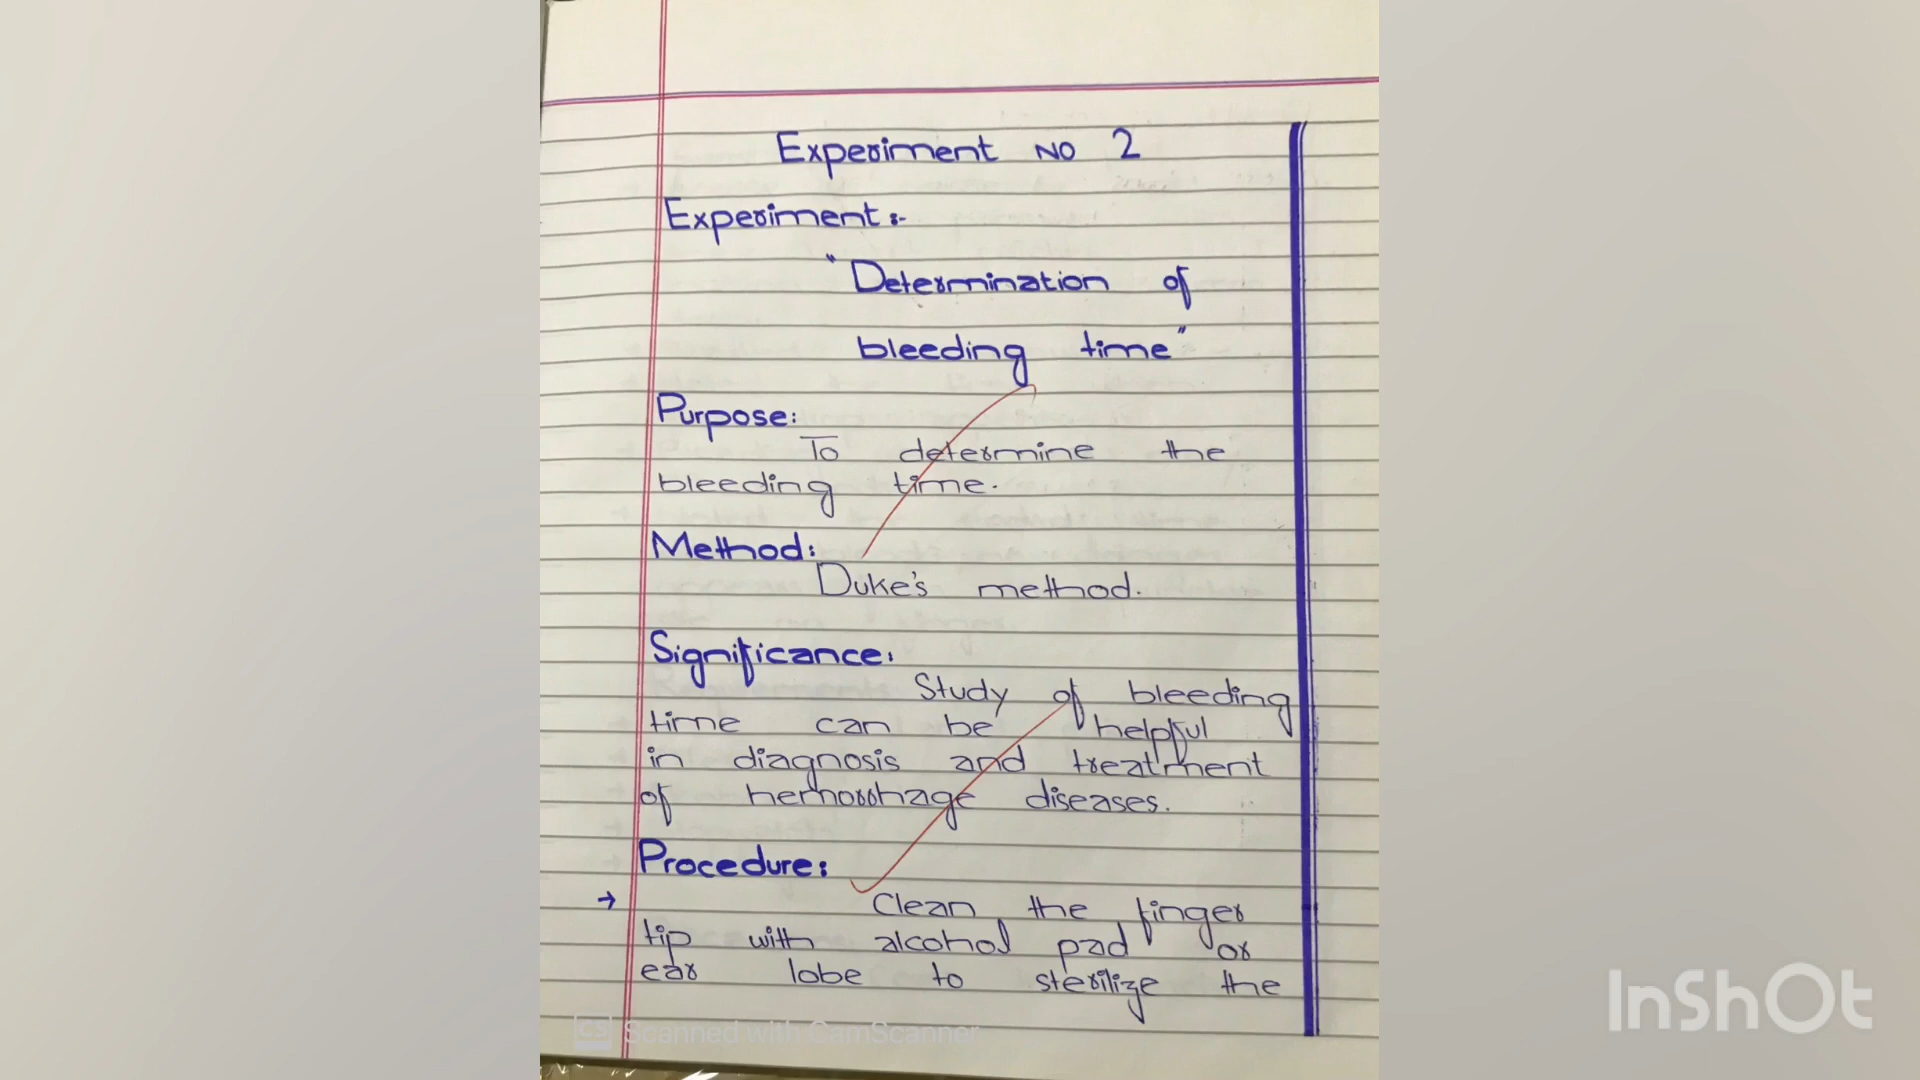 Experiment NO 2
Experiment:-
"Determination of
bleeding time"
Purpose:
To determine the
bleeding time.
Method:
Duke's method.
Significance:
Study of bleeding
time can be helpful
in diagnosis and treatment
of hemorrhage diseases.
Procedure:
→ Clean the finger
tip with alcohol pad or
ear lobe to sterilize the
CS Scanned with CamScanner
InShOt